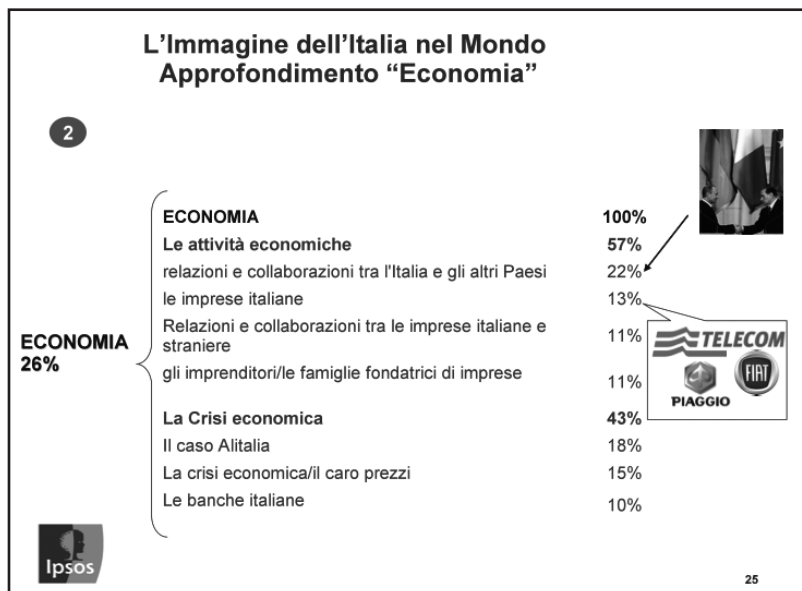 L'Immagine dell'Italia nel Mondo
Approfondimento “Economia”
2
ECONOMIA 100%
Le attività economiche 57%
relazioni e collaborazioni tra l'Italia e gli altri Paesi 22%
le imprese italiane 13%
Relazioni e collaborazioni tra le imprese italiane e
straniere 11%
gli imprenditori/le famiglie fondatrici di imprese 11%
ECONOMIA
26%
La Crisi economica 43%
Il caso Alitalia 18%
La crisi economica/il caro prezzi 15%
Le banche italiane 10%
TELECOM
FIAT
PIAGGIO
Ipsos
25